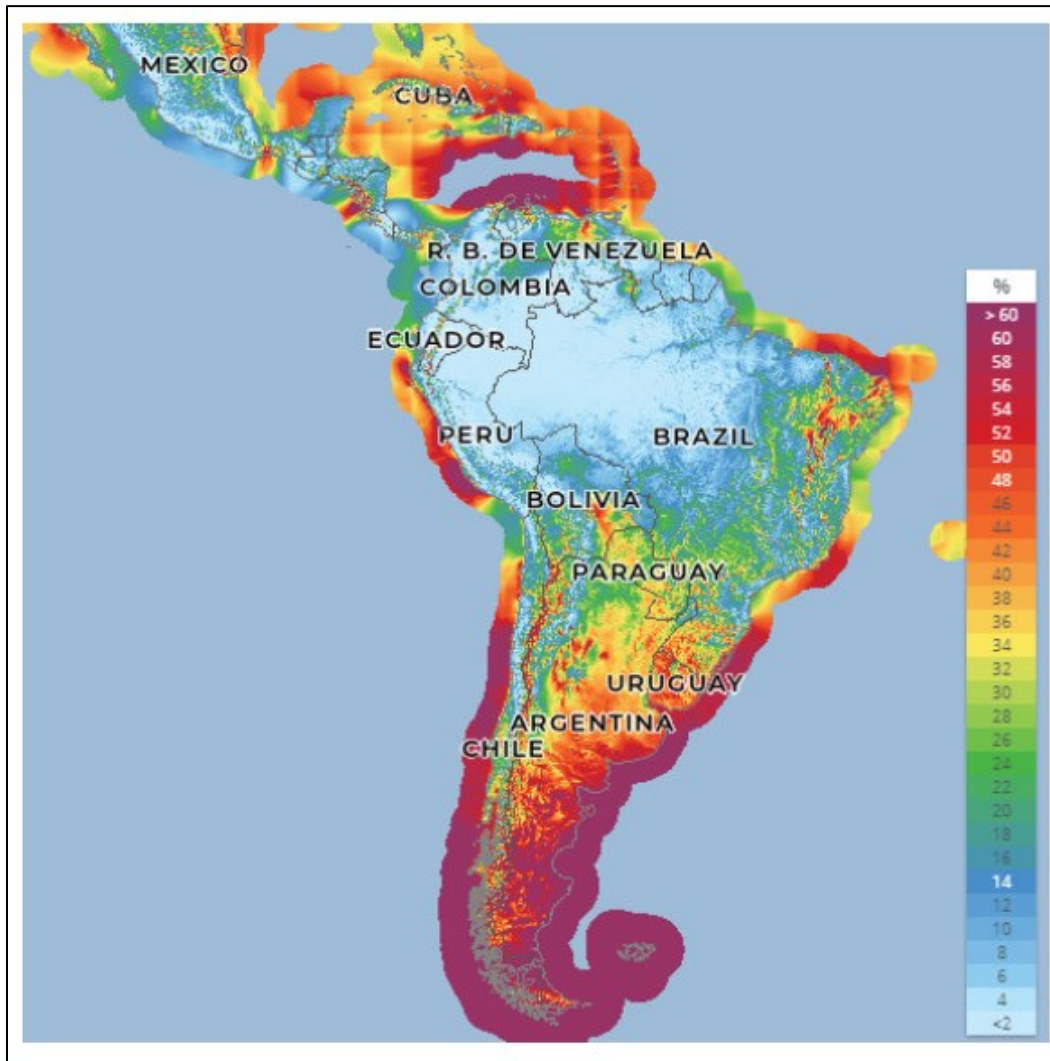 MEXICO
CUBA
R. B. DE VENEZUELA
COLOMBIA
ECUADOR
PERU
BRAZIL
BOLIVIA
PARAGUAY
URUGUAY
ARGENTINA
CHILE
%
> 60
60
58
56
54
52
50
48
46
44
42
40
38
36
34
32
30
28
26
24
22
20
18
16
14
12
10
8
6
4
<2